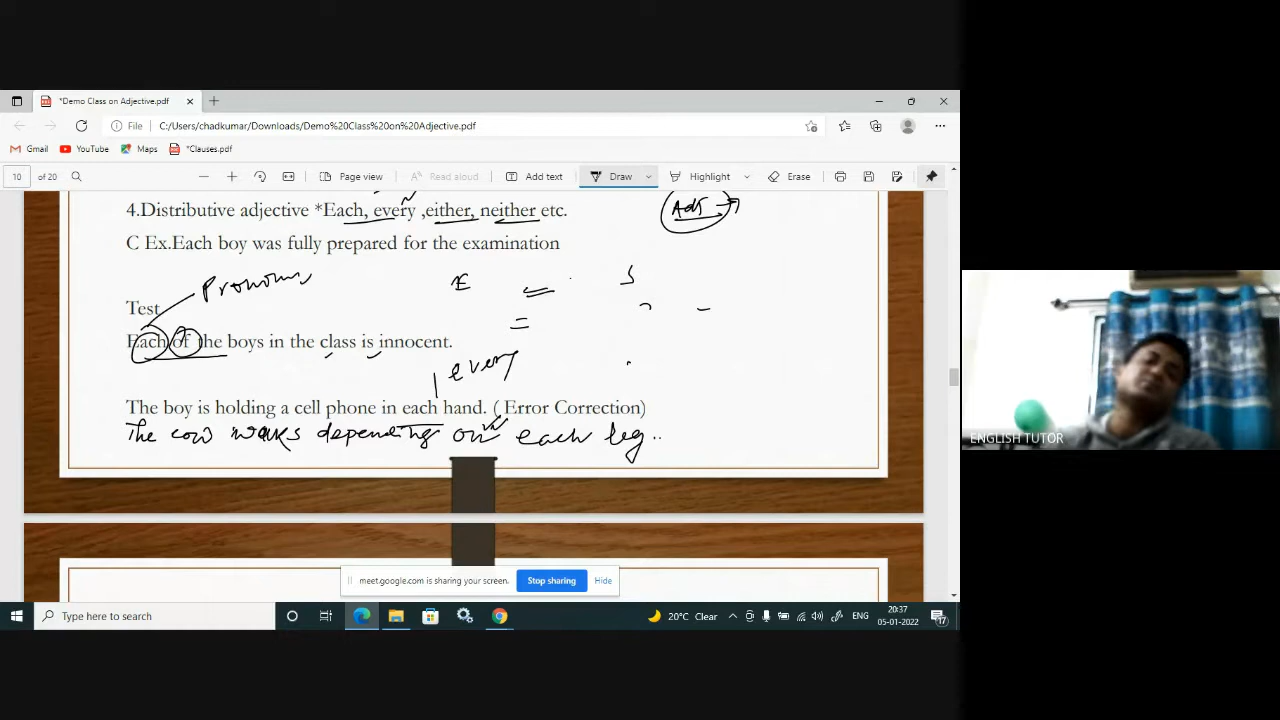 *Demo Class on Adjective.pdf
File C:/Users/chadkumar/Downloads/Demo%20Class%20on%20Adjective.pdf
Gmail YouTube Maps *Clauses.pdf
10 of 20 Page view Read aloud Add text Draw Highlight Erase
4.Distributive adjective *Each, every ,either, neither etc.
Adj
C Ex.Each boy was fully prepared for the examination
Pronouns
Test
Each of the boys in the class is innocent.
every
The boy is holding a cell phone in each hand. ( Error Correction)
The cow walks depending on each leg..
ENGLISH TUTOR
meet.google.com is sharing your screen. Stop sharing Hide
Type here to search 20°C Clear ENG 20:37
05-01-2022 17